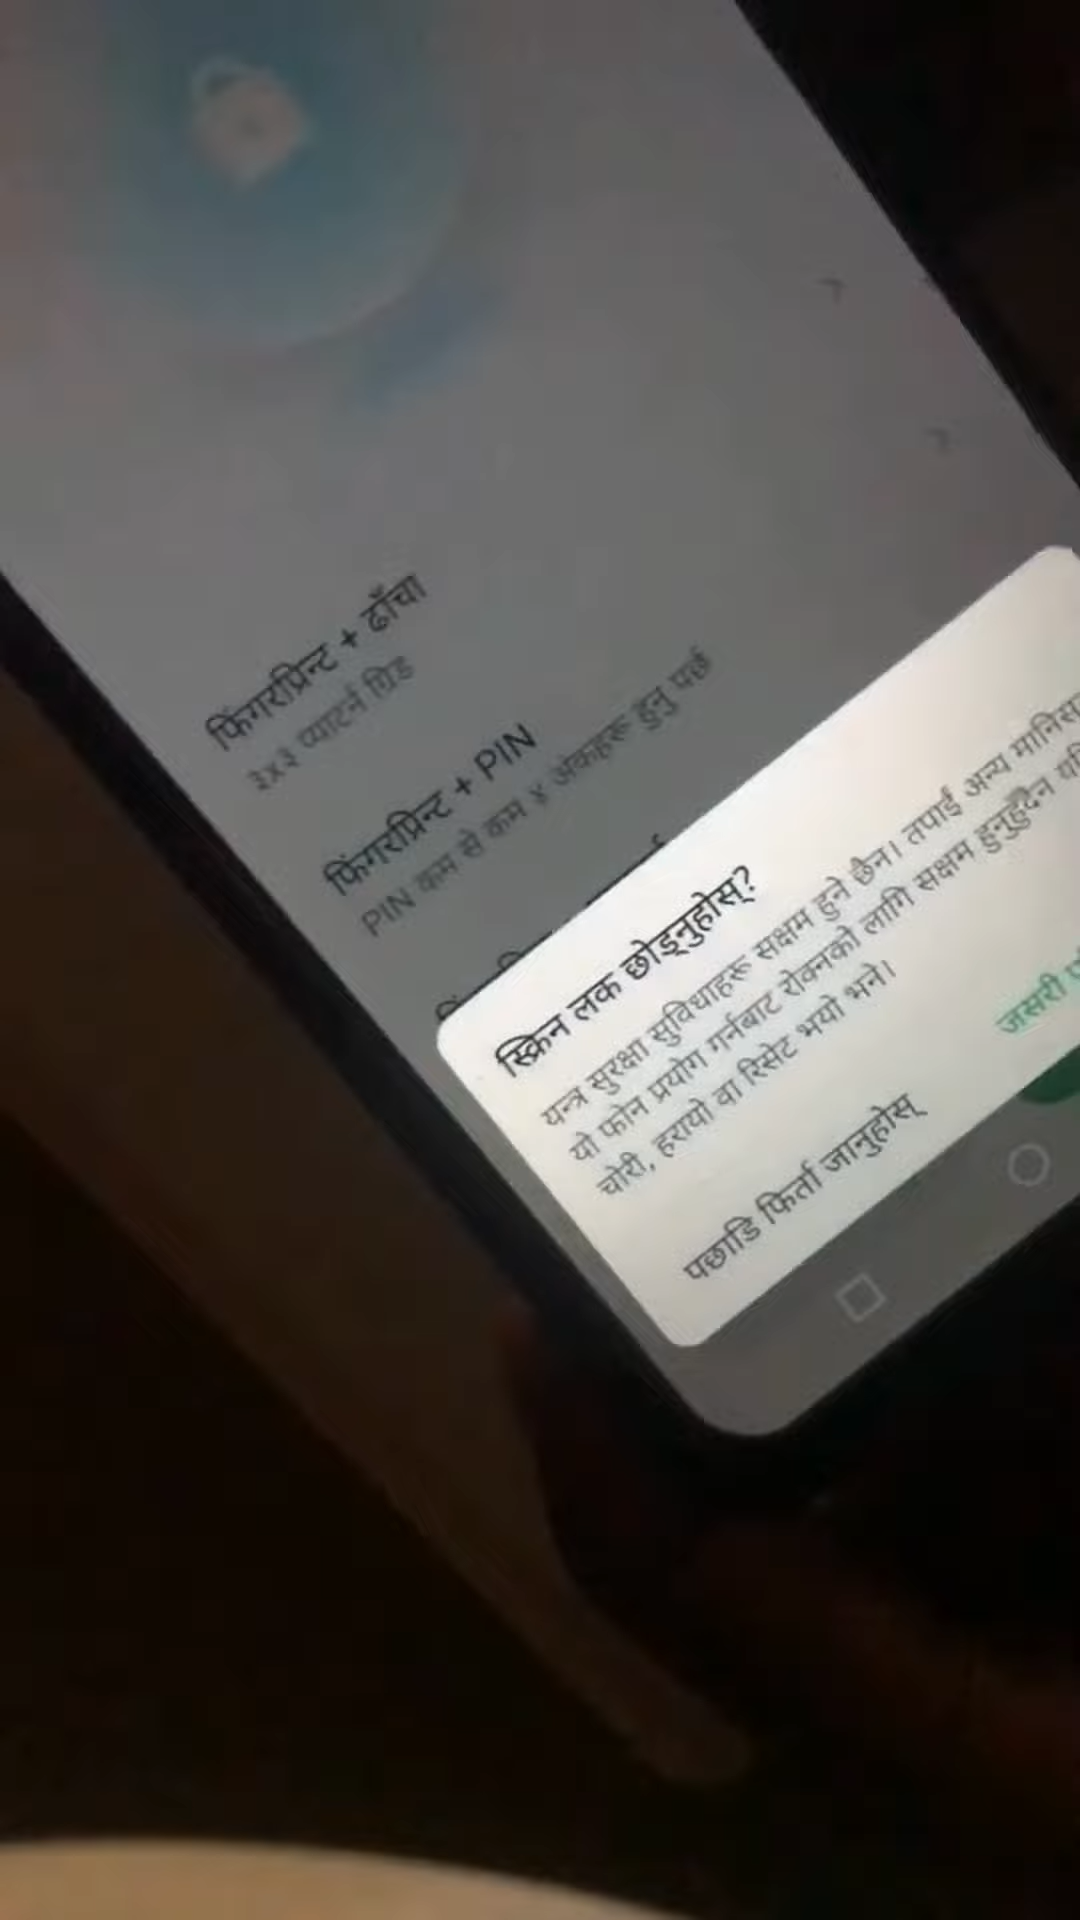 फिंगरप्रिन्ट + ढाँचा
३x३ प्याटर्न ग्रिड
फिंगरप्रिन्ट + PIN
PIN कम से कम ४ अंकहरू हुनु पर्छ
स्क्रिन लक छोड्नुहोस्?
यन्त्र सुरक्षा सुविधाहरू सक्षम हुने छैन। तपाईं अन्य मानिस
यो फोन प्रयोग गर्नबाट रोक्नको लागि सक्षम हुनुहुँदैन
चोरी, हरायो वा रिसेट भयो भने।
जसरी
पछाडि फिर्ता जानुहोस्